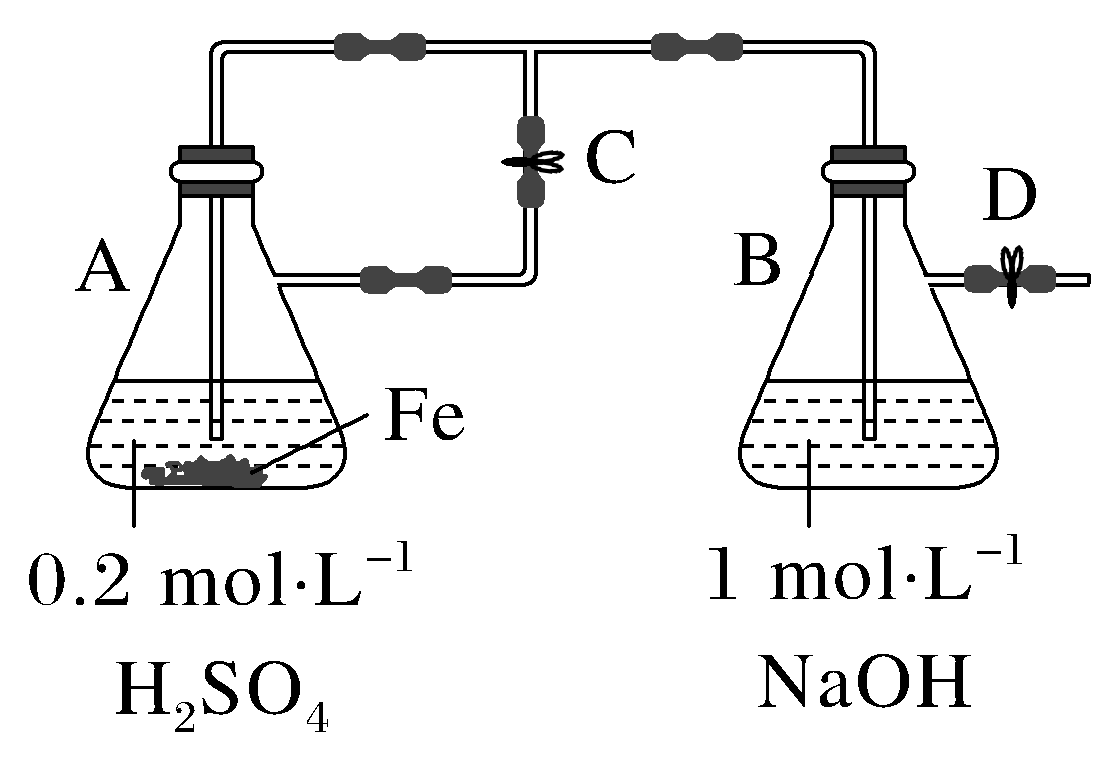 C
D
A
B
Fe
0.2 mol·L⁻¹
H₂SO₄
1 mol·L⁻¹
NaOH